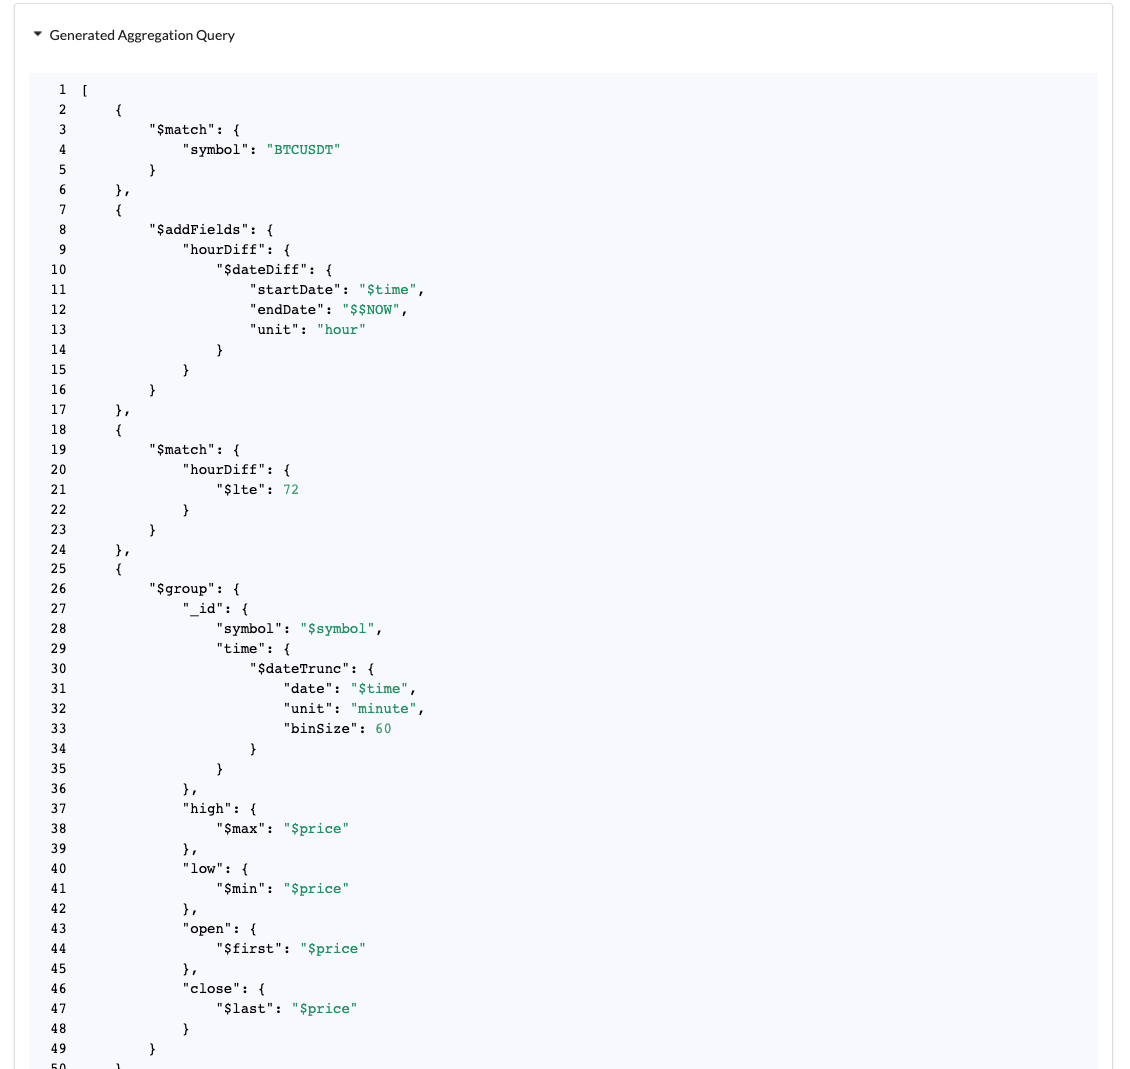 Generated Aggregation Query
1 [
2 {
3 "$match": {
4 "symbol": "BTCUSDT"
5 }
6 },
7 {
8 "$addFields": {
9 "hourDiff": {
10 "$dateDiff": {
11 "startDate": "$time",
12 "endDate": "$$NOW",
13 "unit": "hour"
14 }
15 }
16 }
17 },
18 {
19 "$match": {
20 "hourDiff": {
21 "$lte": 72
22 }
23 }
24 },
25 {
26 "$group": {
27 "_id": {
28 "symbol": "$symbol",
29 "time": {
30 "$dateTrunc": {
31 "date": "$time",
32 "unit": "minute",
33 "binSize": 60
34 }
35 }
36 },
37 "high": {
38 "$max": "$price"
39 },
40 "low": {
41 "$min": "$price"
42 },
43 "open": {
44 "$first": "$price"
45 },
46 "close": {
47 "$last": "$price"
48 }
49 }
50